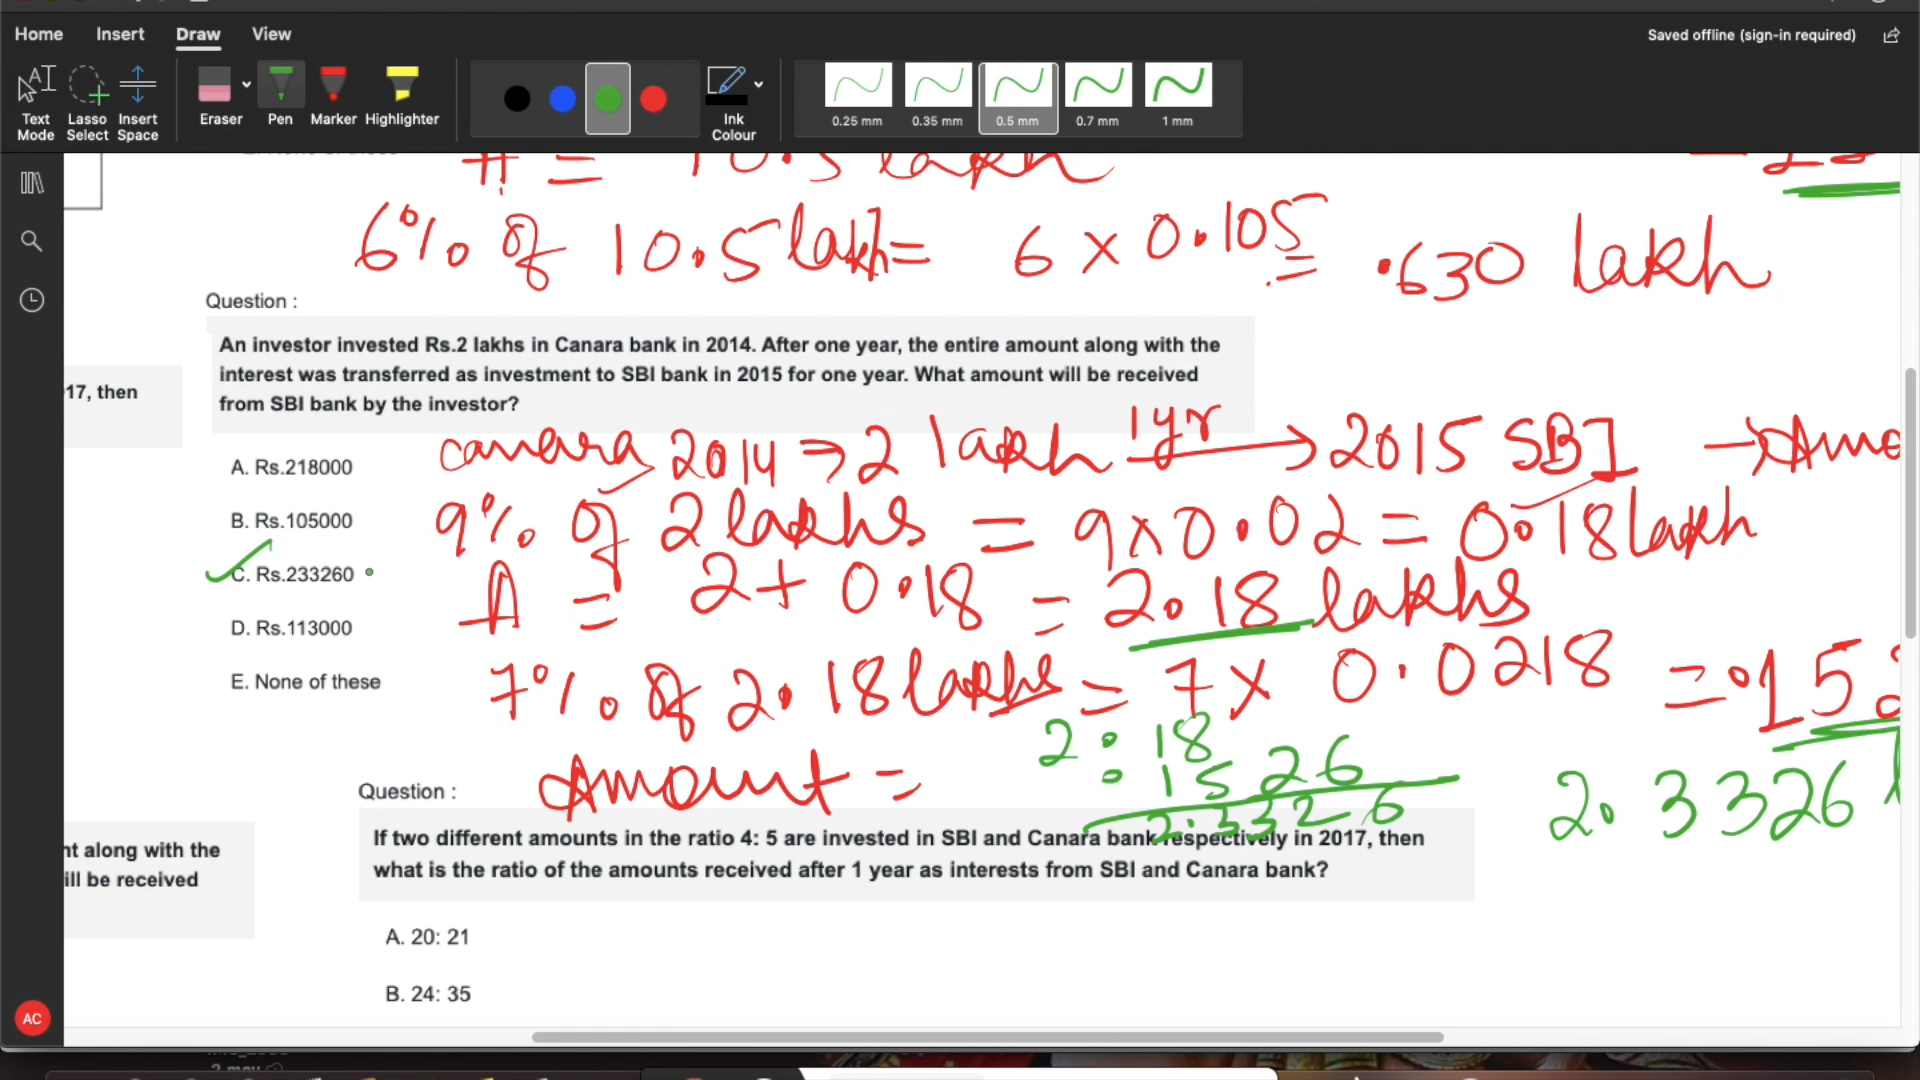 Home Insert Draw View
Saved offline (sign-in required)
Text Mode
Lasso Select
Insert Space
Eraser
Pen
Marker
Highlighter
Ink Colour
0.25 mm
0.35 mm
0.5 mm
0.7 mm
1 mm
A = 10.5 lakh
6% of 10.5 lakh = 6 x 0.105 = .630 lakh
Question :
An investor invested Rs.2 lakhs in Canara bank in 2014. After one year, the entire amount along with the
interest was transferred as investment to SBI bank in 2015 for one year. What amount will be received
from SBI bank by the investor?
17, then
canara 2014 → 2 lakh 1yr → 2015 SBI → Amo
A. Rs.218000
9% of 2 lakhs = 9x0.02 = 0.18 lakh
B. Rs.105000
C. Rs.233260
A = 2 + 0.18 = 2.18 lakhs
D. Rs.113000
7% of 2.18 lakhs = 7 x 0.0218 = .15
E. None of these
2.18
.1526
2.3326
Amount =
2.3326
Question :
If two different amounts in the ratio 4: 5 are invested in SBI and Canara bank respectively in 2017, then
what is the ratio of the amounts received after 1 year as interests from SBI and Canara bank?
nt along with the
ill be received
A. 20: 21
B. 24: 35
AC